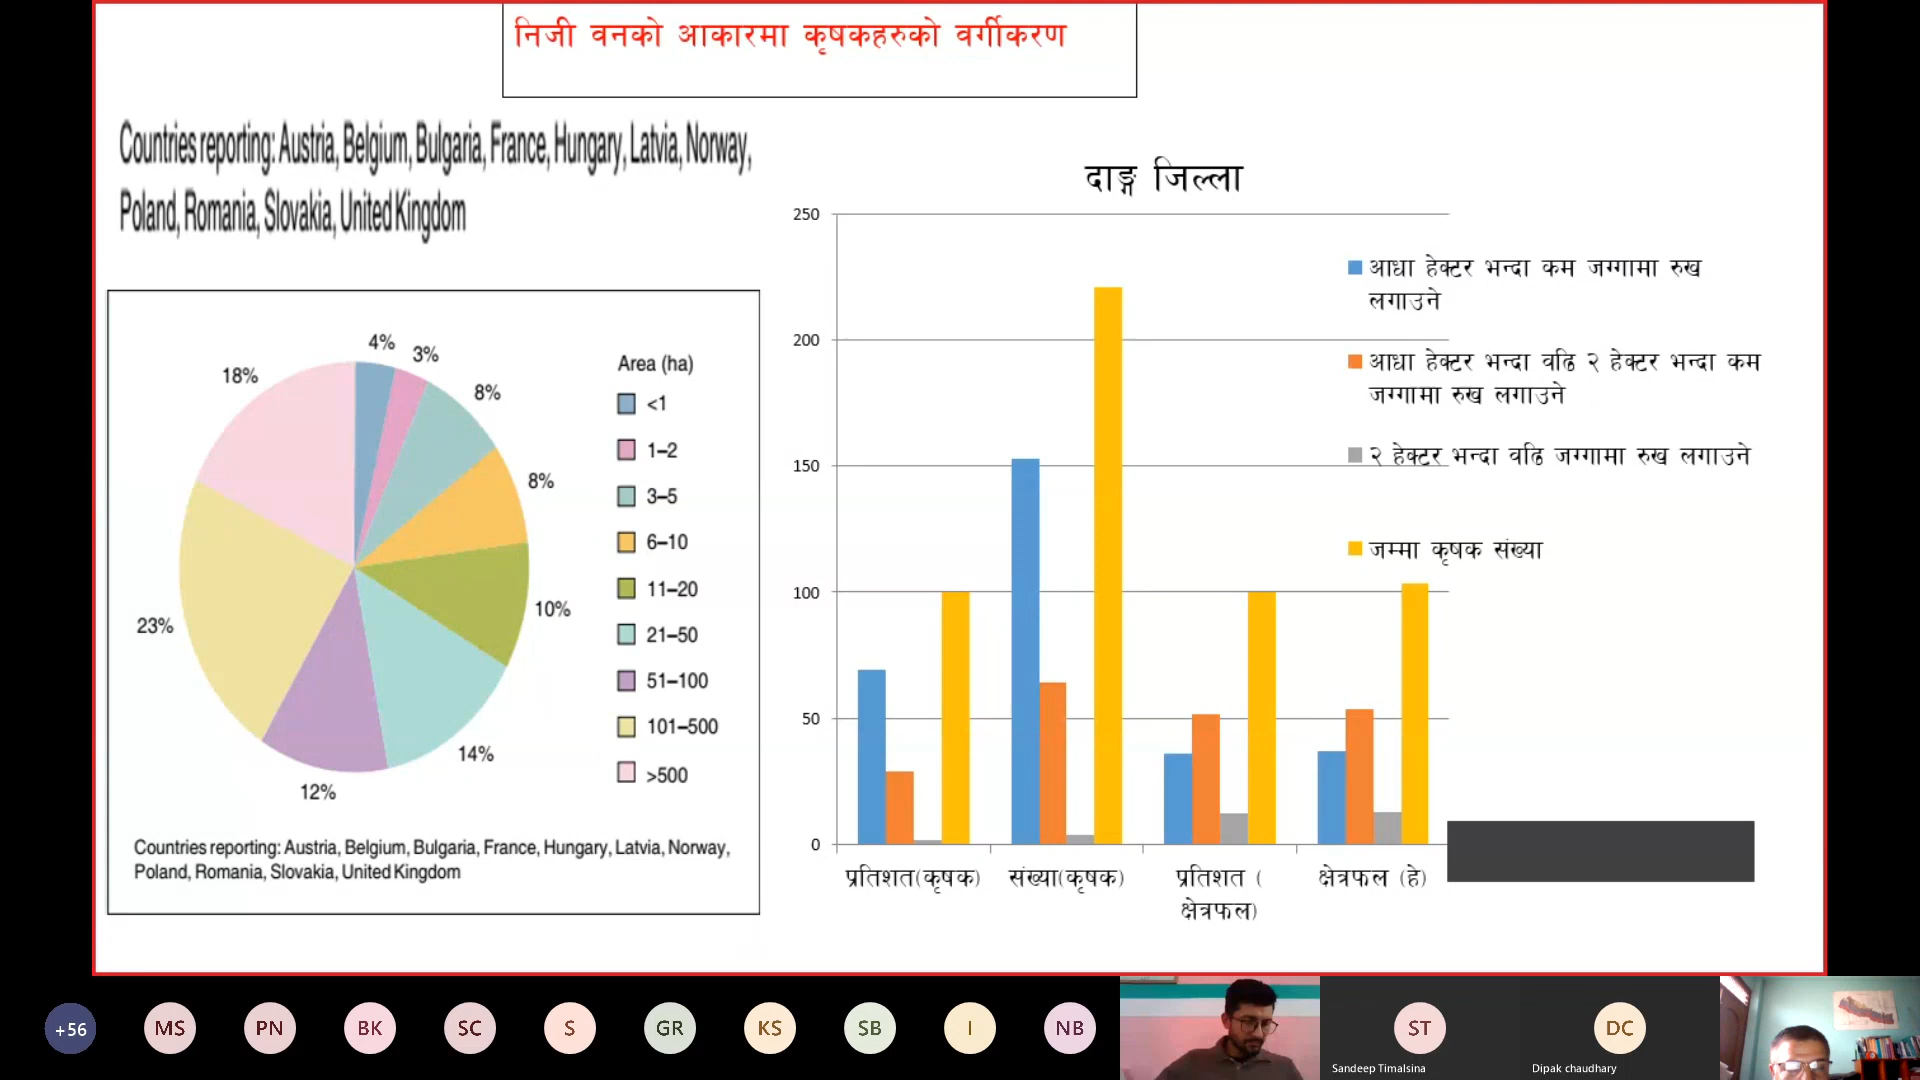 निजी वनको आकारमा कृषकहरुको वर्गीकरण
Countries reporting: Austria, Belgium, Bulgaria, France, Hungary, Latvia, Norway,
Poland, Romania, Slovakia, United Kingdom
4%
3%
8%
8%
10%
14%
12%
23%
18%
Area (ha)
<1
1–2
3–5
6–10
11–20
21–50
51–100
101–500
>500
Countries reporting: Austria, Belgium, Bulgaria, France, Hungary, Latvia, Norway,
Poland, Romania, Slovakia, United Kingdom
दाङ्ग जिल्ला
250
200
150
100
50
0
प्रतिशत(कृषक)
संख्या(कृषक)
प्रतिशत (
क्षेत्रफल)
क्षेत्रफल (हे)
आधा हेक्टर भन्दा कम जग्गामा रुख
लगाउने
आधा हेक्टर भन्दा वढि २ हेक्टर भन्दा कम
जग्गामा रुख लगाउने
२ हेक्टर भन्दा वढि जग्गामा रुख लगाउने
जम्मा कृषक संख्या
+56
MS
PN
BK
SC
S
GR
KS
SB
I
NB
ST
Sandeep Timalsina
DC
Dipak chaudhary